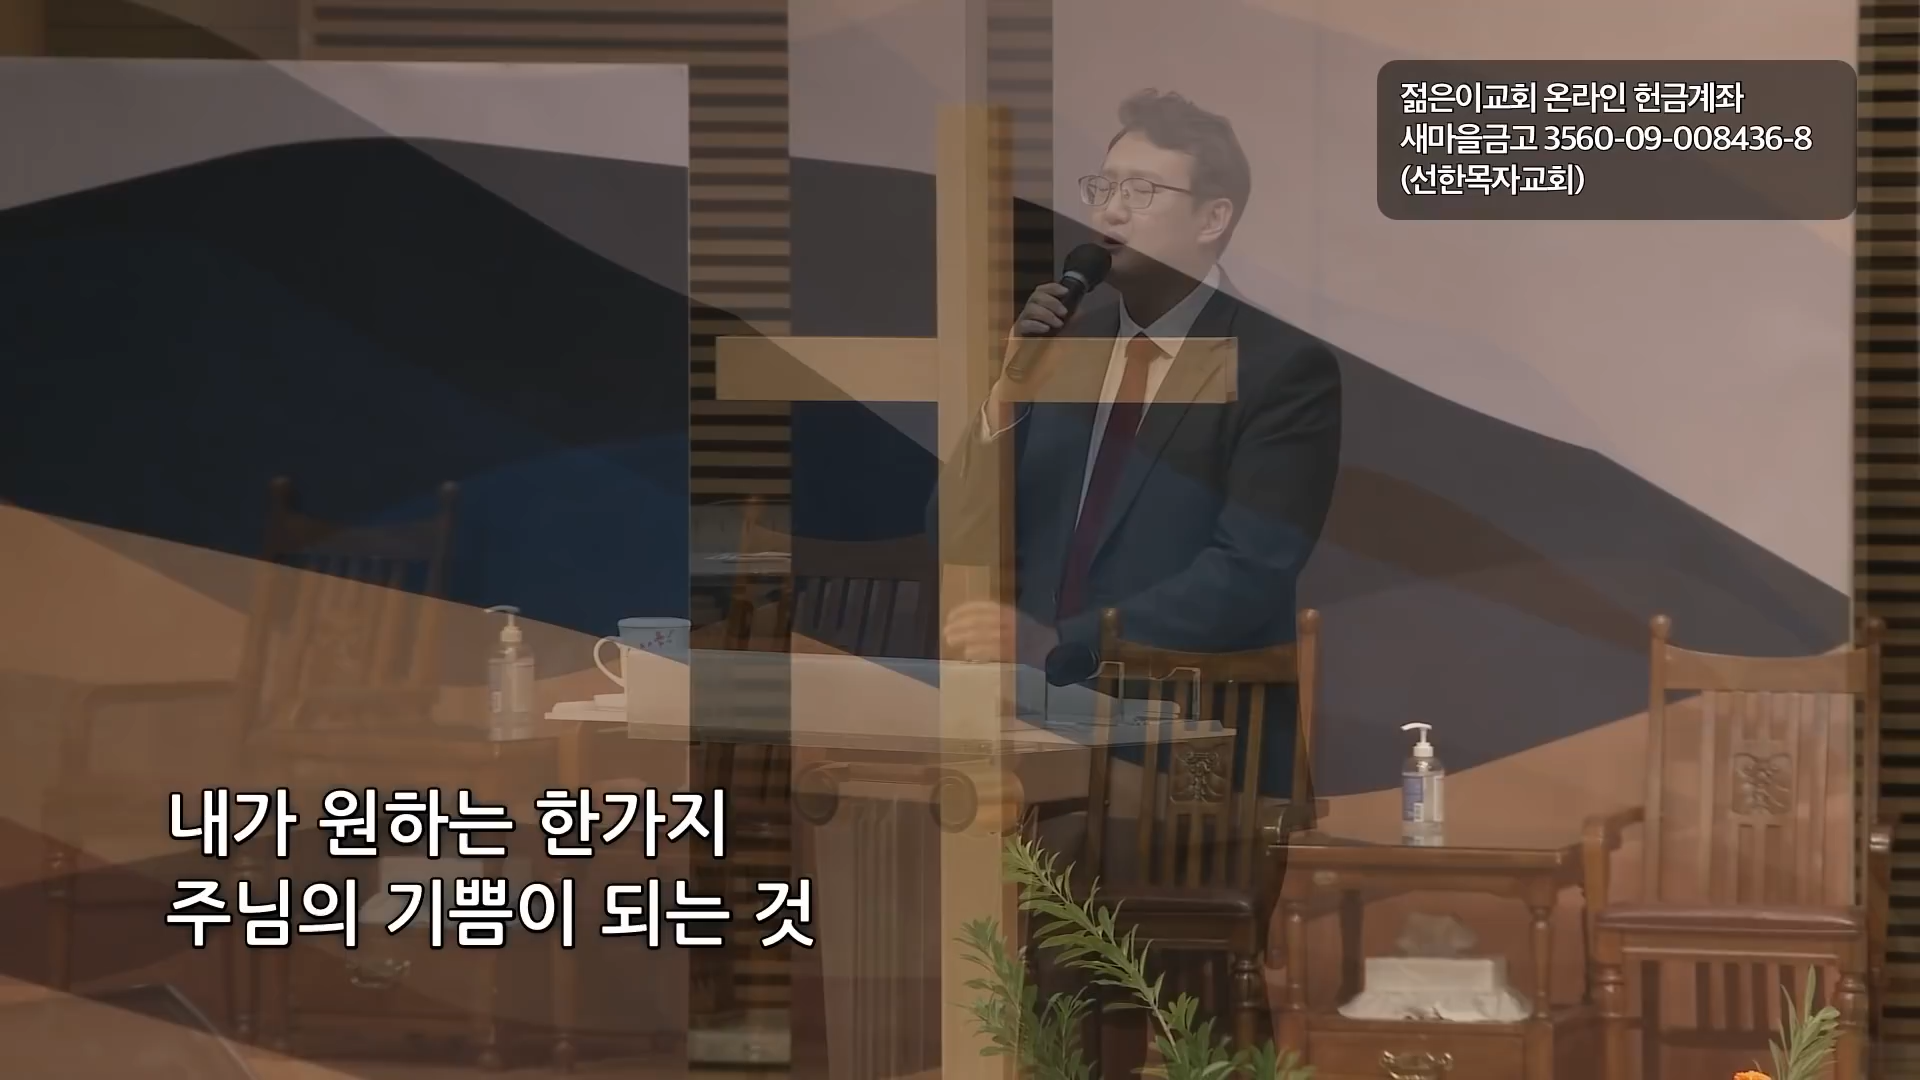 젊은이교회 온라인 헌금계좌
새마을금고 3560-09-008436-8
(선한목자교회)
내가 원하는 한가지
주님의 기쁨이 되는 것